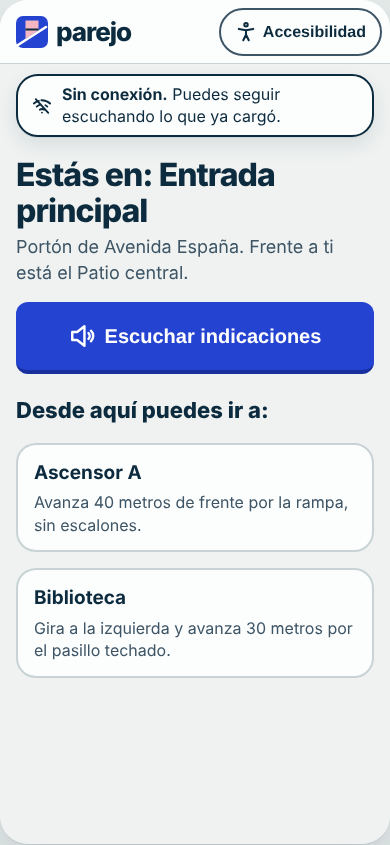 parejo
Accesibilidad
Sin conexión. Puedes seguir
escuchando lo que ya cargó.
Estás en: Entrada
principal
Portón de Avenida España. Frente a ti
está el Patio central.
Escuchar indicaciones
Desde aquí puedes ir a:
Ascensor A
Avanza 40 metros de frente por la rampa,
sin escalones.
Biblioteca
Gira a la izquierda y avanza 30 metros por
el pasillo techado.